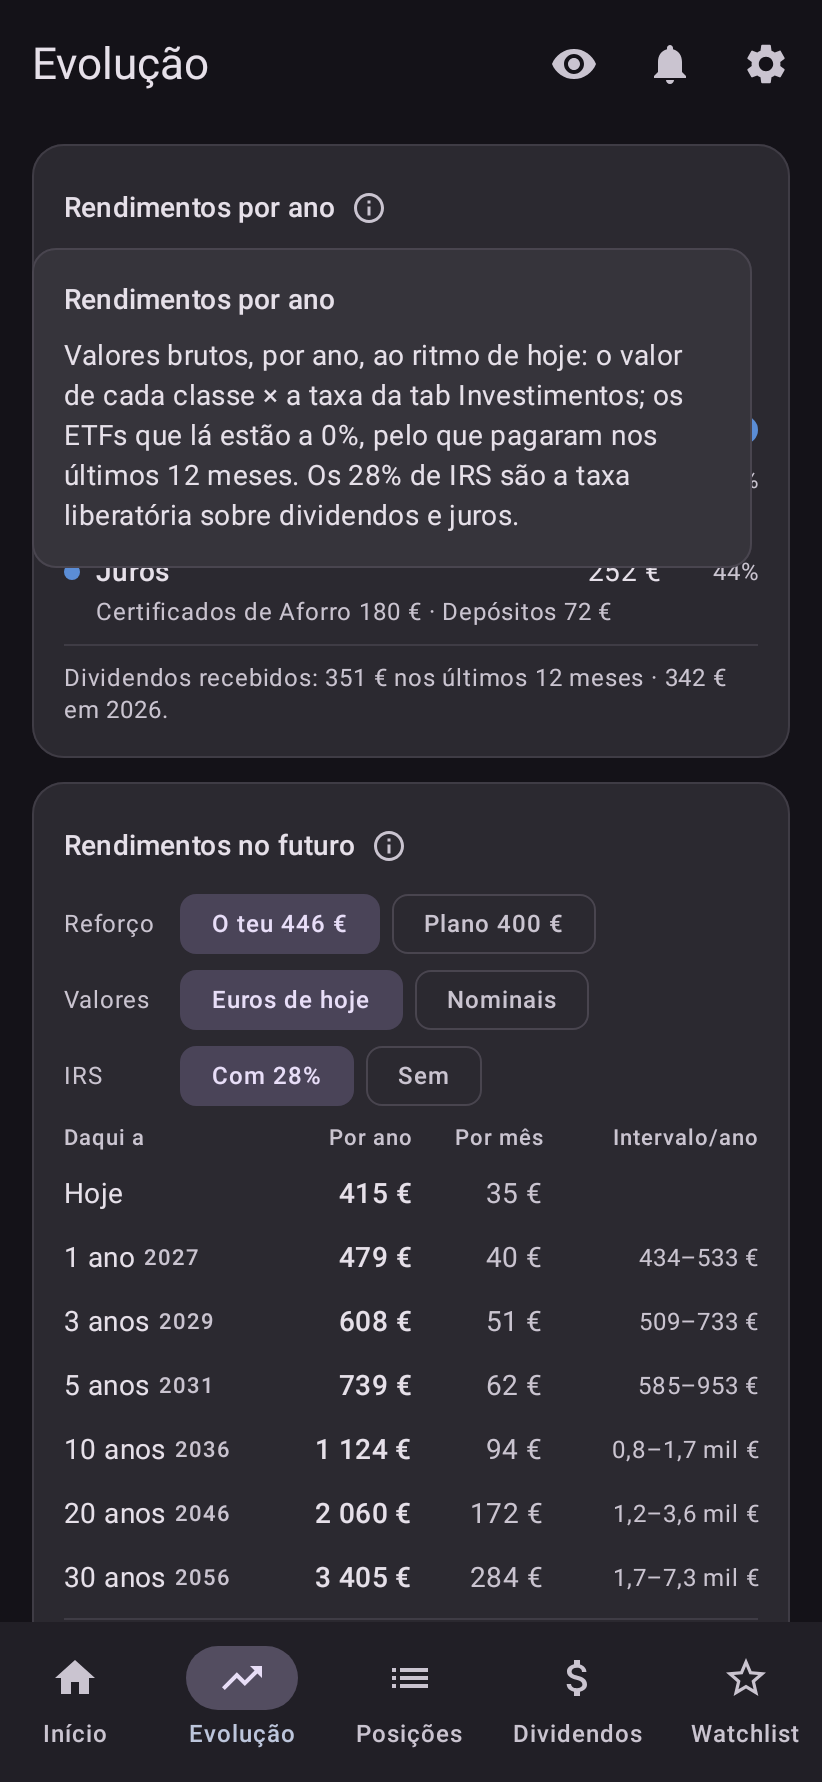 Evolução
Rendimentos por ano
Rendimentos por ano
Valores brutos, por ano, ao ritmo de hoje: o valor
de cada classe × a taxa da tab Investimentos; os
ETFs que lá estão a 0%, pelo que pagaram nos
últimos 12 meses. Os 28% de IRS são a taxa
liberatória sobre dividendos e juros.
%
Juros 252 € 44%
Certificados de Aforro 180 € · Depósitos 72 €
Dividendos recebidos: 351 € nos últimos 12 meses · 342 €
em 2026.
Rendimentos no futuro
Reforço O teu 446 € Plano 400 €
Valores Euros de hoje Nominais
IRS Com 28% Sem
Daqui a Por ano Por mês Intervalo/ano
Hoje 415 € 35 €
1 ano 2027 479 € 40 € 434–533 €
3 anos 2029 608 € 51 € 509–733 €
5 anos 2031 739 € 62 € 585–953 €
10 anos 2036 1 124 € 94 € 0,8–1,7 mil €
20 anos 2046 2 060 € 172 € 1,2–3,6 mil €
30 anos 2056 3 405 € 284 € 1,7–7,3 mil €
Início Evolução Posições Dividendos Watchlist